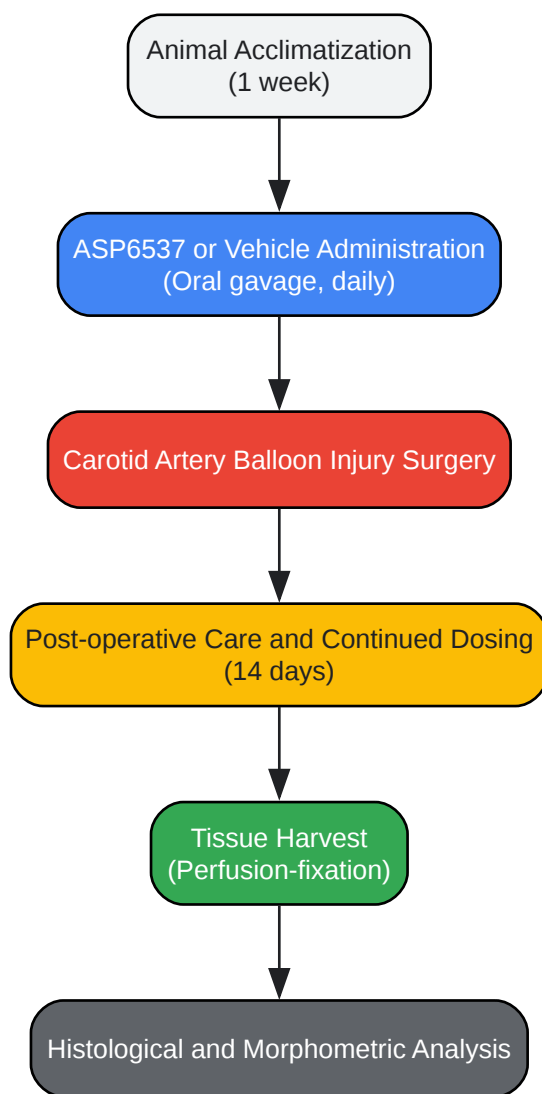 Animal Acclimatization
(1 week)
ASP6537 or Vehicle Administration
(Oral gavage, daily)
Carotid Artery Balloon Injury Surgery
Post-operative Care and Continued Dosing
(14 days)
Tissue Harvest
(Perfusion-fixation)
Histological and Morphometric Analysis